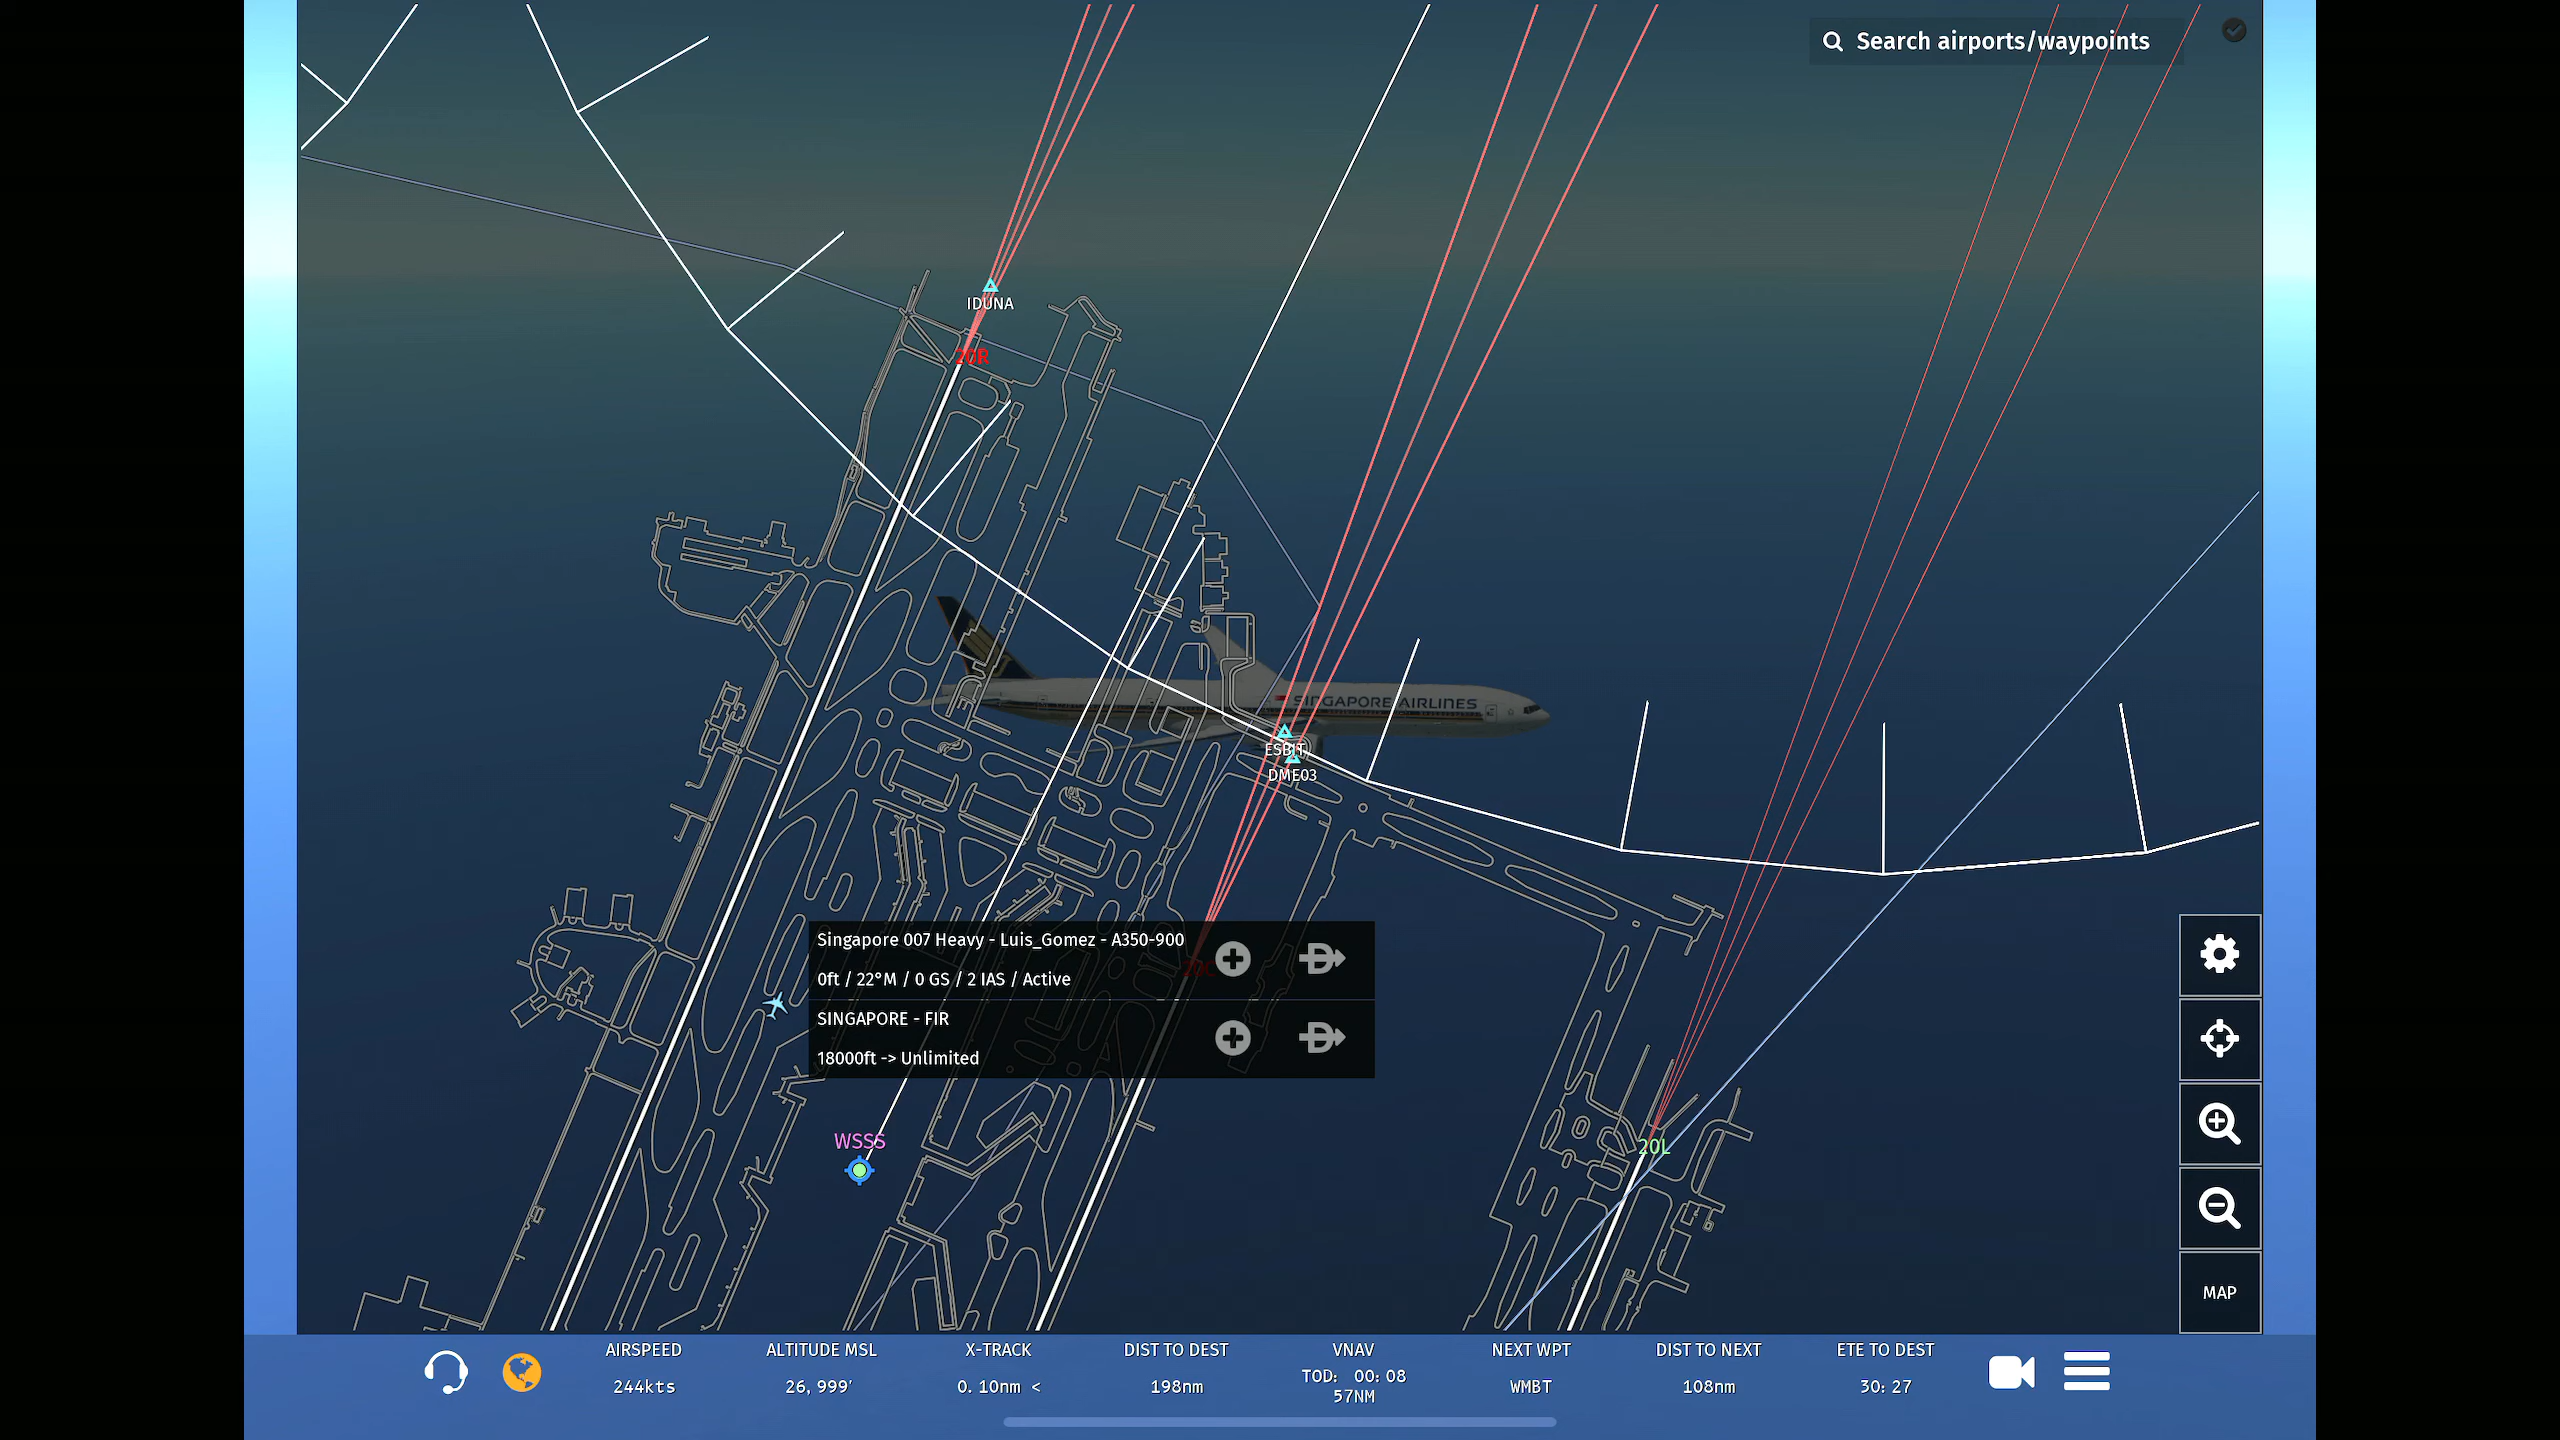 Search airports/waypoints
IDUNA
20R
SINGAPORE AIRLINES
ESBIT
DME03
Singapore 007 Heavy - Luis_Gomez - A350-900
0ft / 22°M / 0 GS / 2 IAS / Active
20C
SINGAPORE - FIR
18000ft -> Unlimited
WSSS
20L
MAP
AIRSPEED
244kts
ALTITUDE MSL
26,999'
X-TRACK
0.10nm <
DIST TO DEST
198nm
VNAV
TOD: 00:08
57NM
NEXT WPT
WMBT
DIST TO NEXT
108nm
ETE TO DEST
30:27